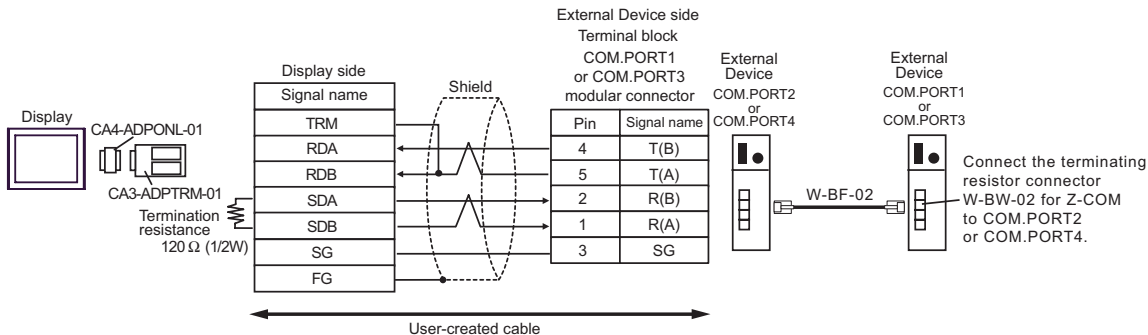 Display
CA4-ADPONL-01
CA3-ADPTRM-01
Termination
resistance
120 Ω (1/2W)
Display side
Signal name
TRM
RDA
RDB
SDA
SDB
SG
FG
Shield
External Device side
Terminal block
COM.PORT1
or COM.PORT3
modular connector
Pin Signal name
4 T(B)
5 T(A)
2 R(B)
1 R(A)
3 SG
User-created cable
External
Device
COM.PORT2
or
COM.PORT4
W-BF-02
External
Device
COM.PORT1
or
COM.PORT3
Connect the terminating
resistor connector
W-BW-02 for Z-COM
to COM.PORT2
or COM.PORT4.